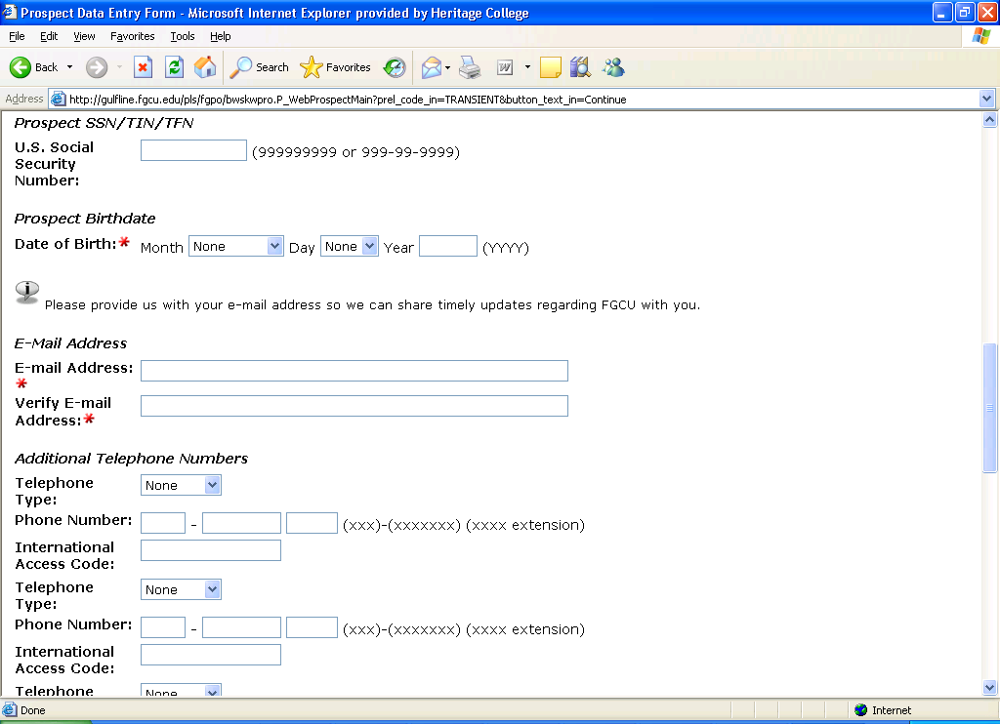 Prospect Data Entry Form - Microsoft Internet Explorer provided by Heritage College
File Edit View Favorites Tools Help
Back Search Favorites W
Address http://gulfline.fgcu.edu/pls/fgpo/bwskwpro.P_WebProspectMain?prel_code_in=TRANSIENT&button_text_in=Continue
Prospect SSN/TIN/TFN
U.S. Social
Security
Number:
(999999999 or 999-99-9999)
Prospect Birthdate
Date of Birth:* Month None Day None Year (YYYY)
i Please provide us with your e-mail address so we can share timely updates regarding FGCU with you.
E-Mail Address
E-mail Address:
*
Verify E-mail
Address:*
Additional Telephone Numbers
Telephone
Type:
None
Phone Number: - (xxx)-(xxxxxxx) (xxxx extension)
International
Access Code:
Telephone
Type:
None
Phone Number: - (xxx)-(xxxxxxx) (xxxx extension)
International
Access Code:
Telephone None
Done Internet